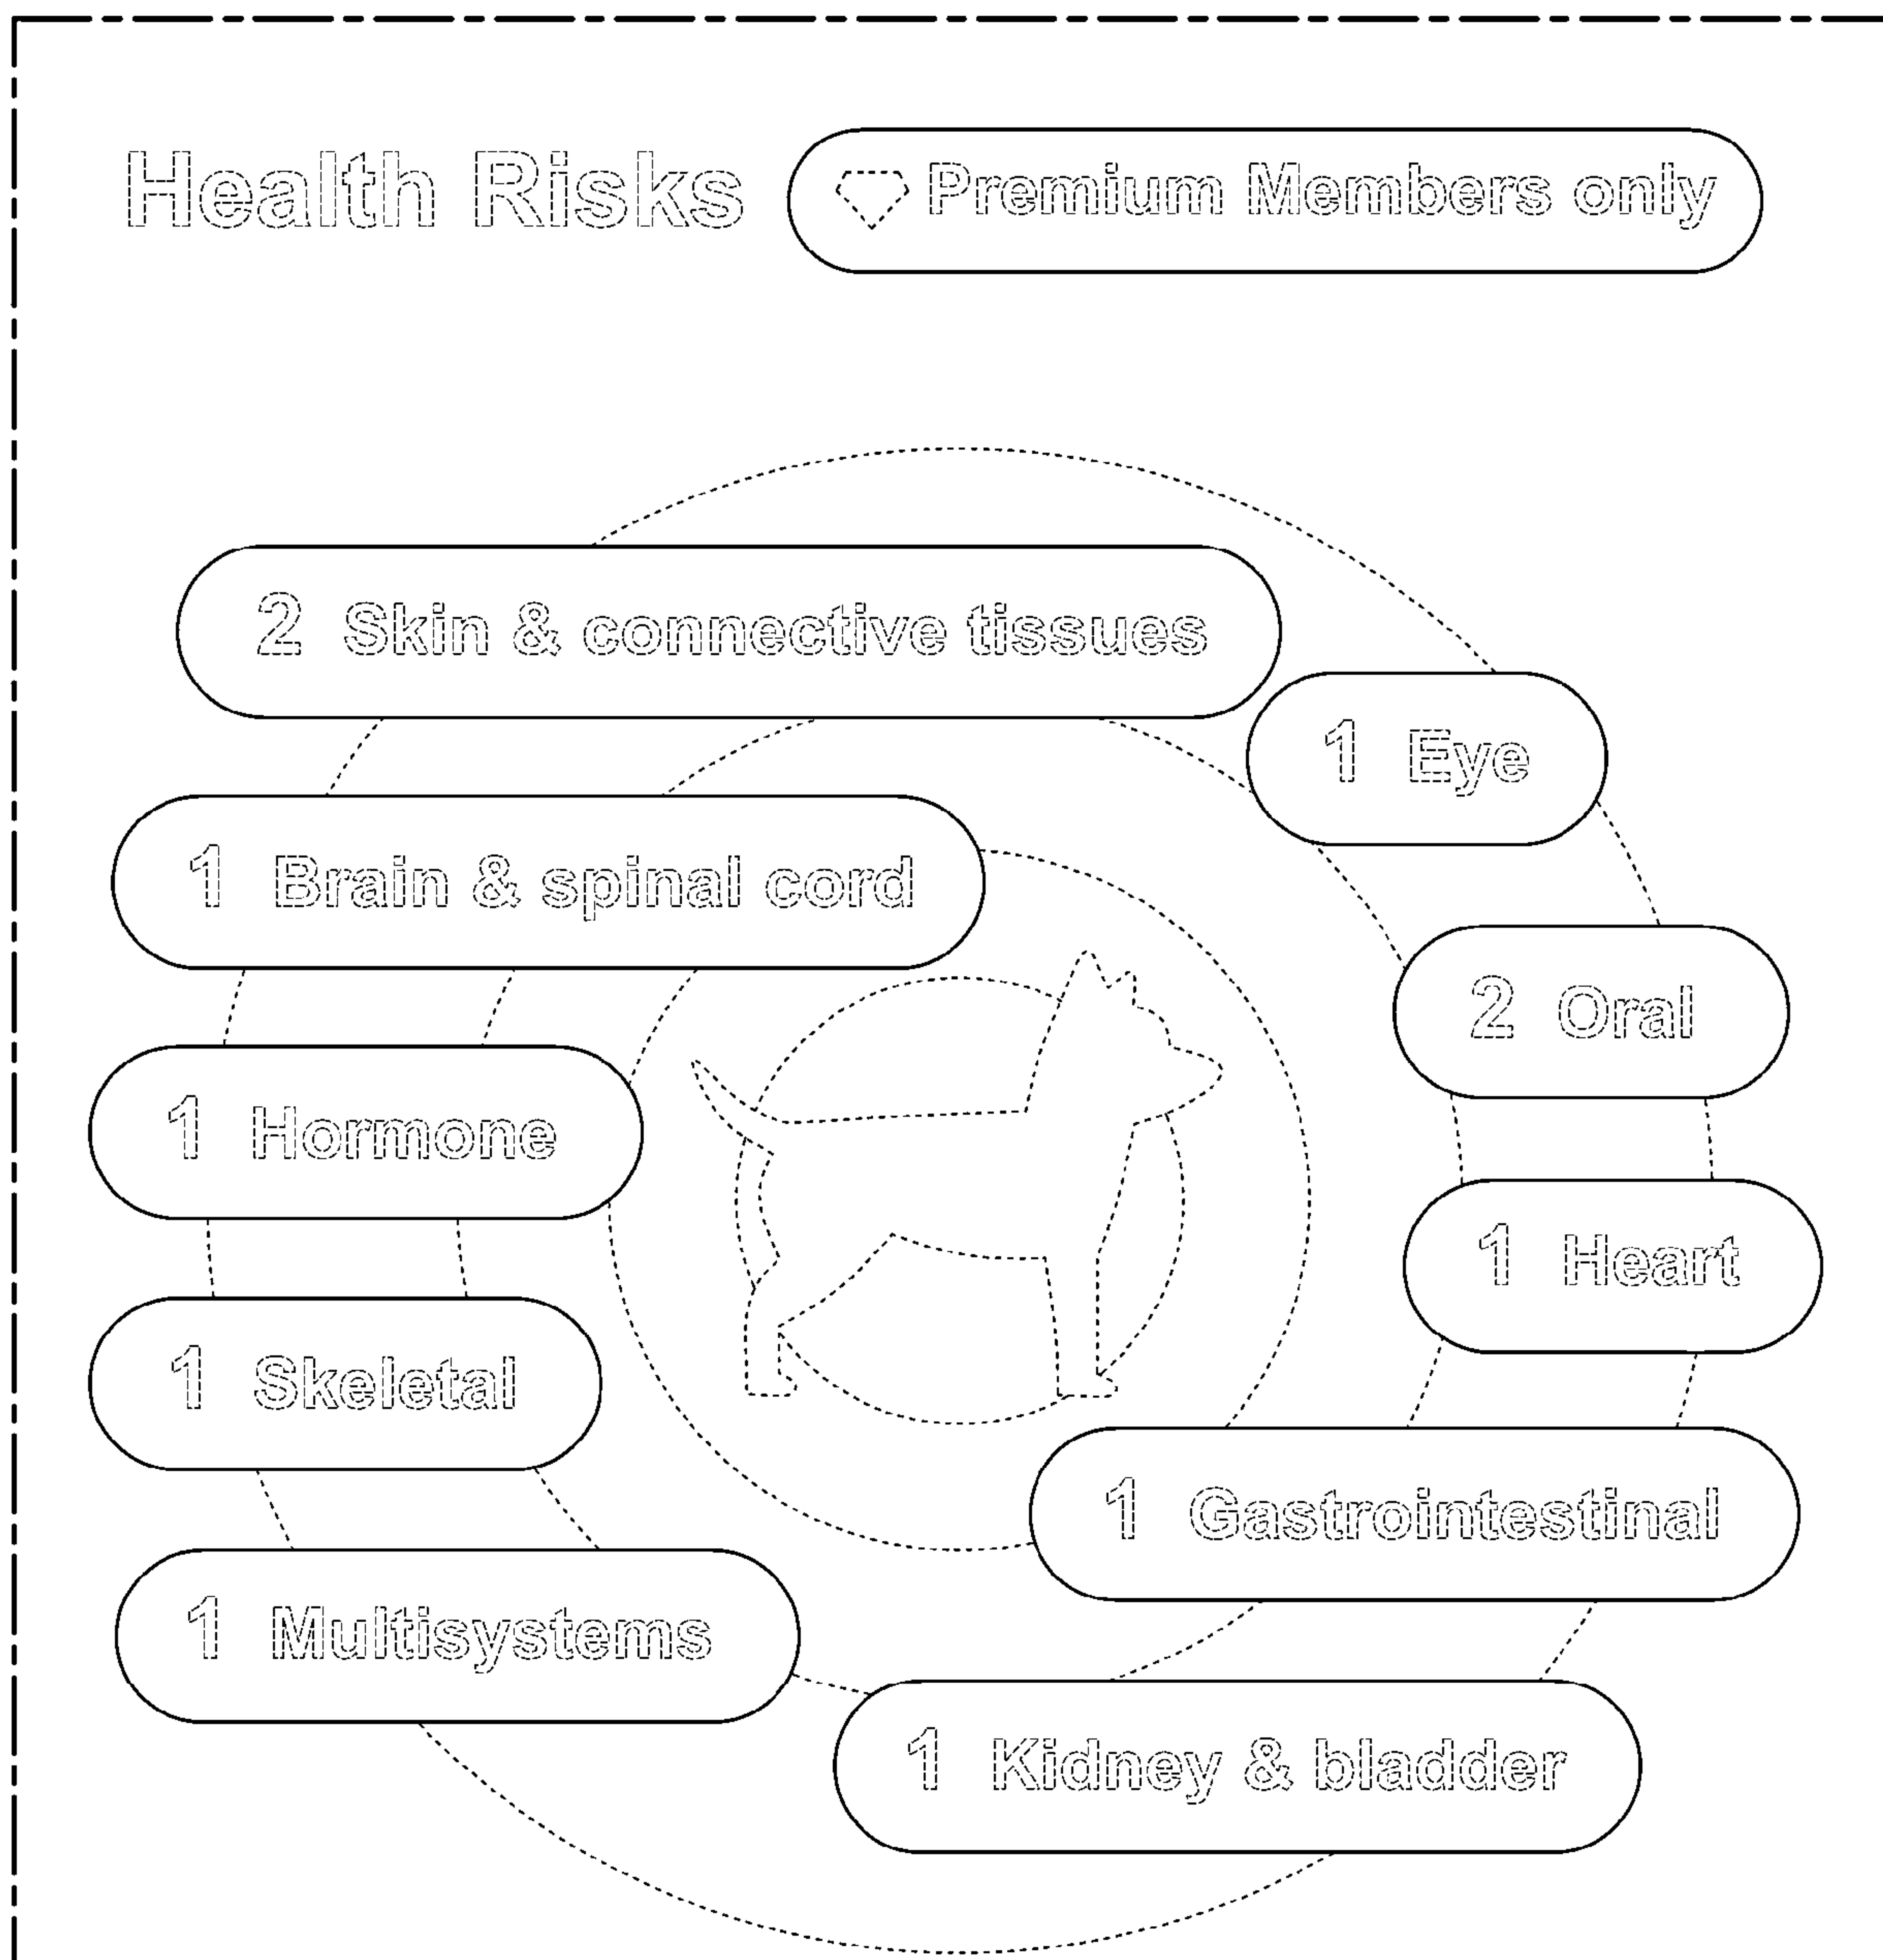 Health Risks
Premium Members only
2 Skin & connective tissues
1 Eye
1 Brain & spinal cord
2 Oral
1 Hormone
1 Heart
1 Skeletal
1 Gastrointestinal
1 Multisystems
1 Kidney & bladder